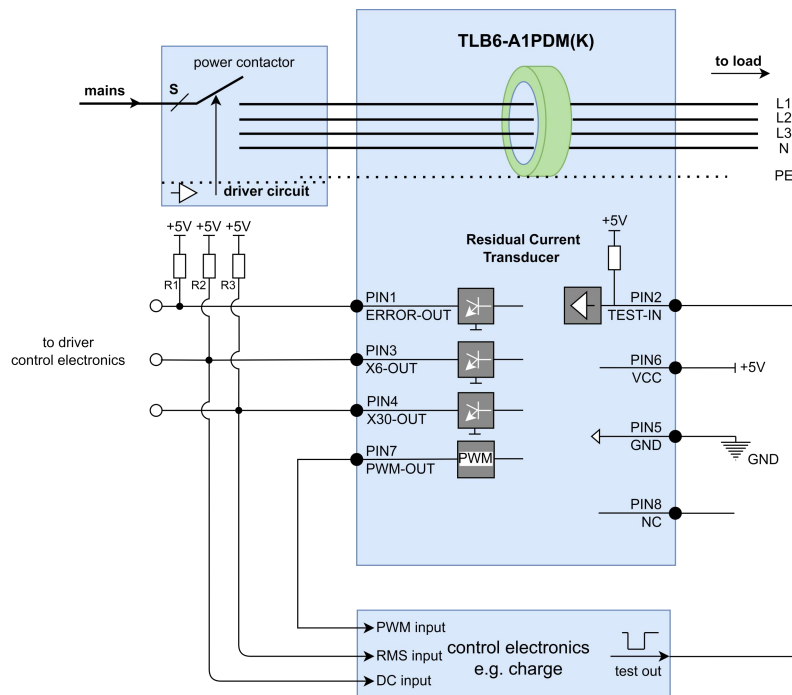 TLB6-A1PDM(K)
power contactor
to load
mains
S
L1
L2
L3
N
PE
driver circuit
+5V +5V +5V
+5V
Residual Current
Transducer
R1 R2 R3
PIN1
ERROR-OUT
PIN2
TEST-IN
to driver
control electronics
PIN3
X6-OUT
PIN6
VCC
+5V
PIN4
X30-OUT
PIN5
GND
GND
PIN7
PWM-OUT
PWM
PIN8
NC
PWM input
RMS input
DC input
control electronics
e.g. charge
test out